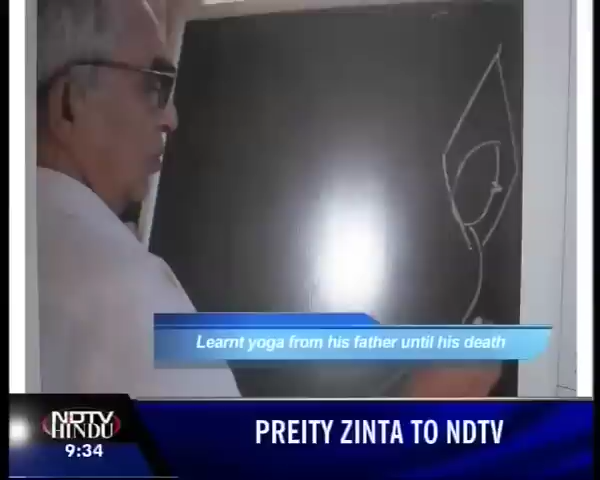 Learnt yoga from his father until his death
NDTV
HINDU
9:34
PREITY ZINTA TO NDTV